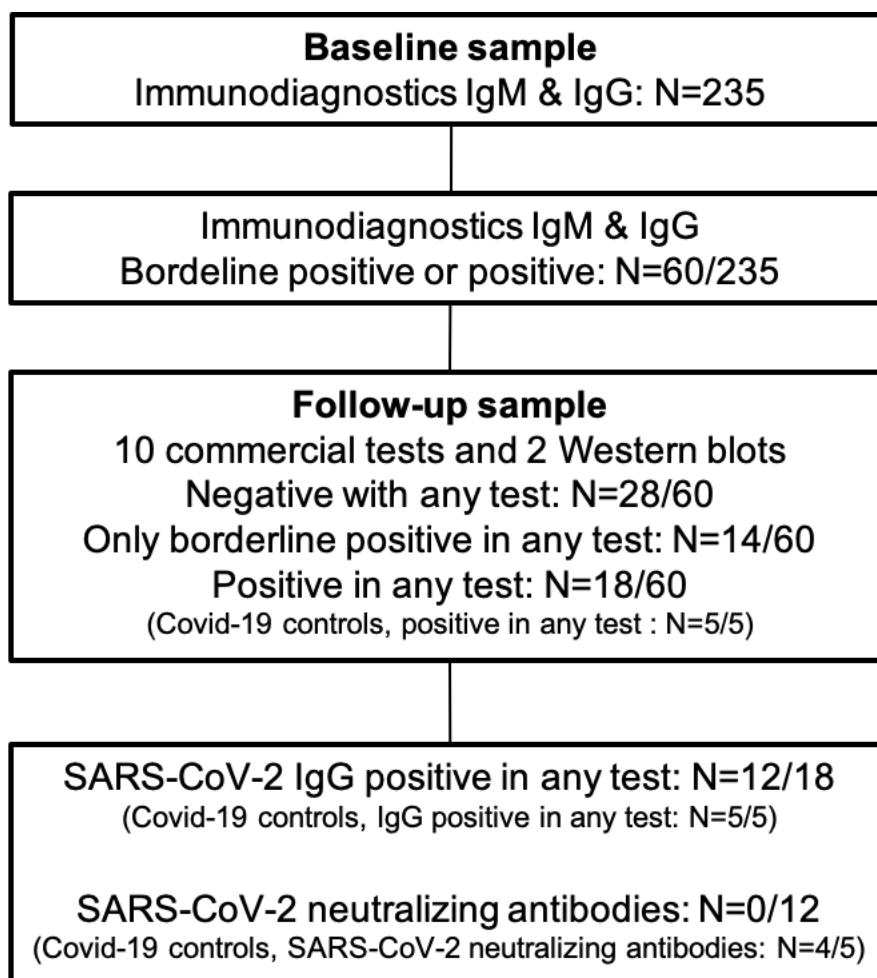 Baseline sample
Immunodiagnostics IgM & IgG: N=235
Immunodiagnostics IgM & IgG
Bordeline positive or positive: N=60/235
Follow-up sample
10 commercial tests and 2 Western blots
Negative with any test: N=28/60
Only borderline positive in any test: N=14/60
Positive in any test: N=18/60
(Covid-19 controls, positive in any test : N=5/5)
SARS-CoV-2 IgG positive in any test: N=12/18
(Covid-19 controls, IgG positive in any test: N=5/5)
SARS-CoV-2 neutralizing antibodies: N=0/12
(Covid-19 controls, SARS-CoV-2 neutralizing antibodies: N=4/5)